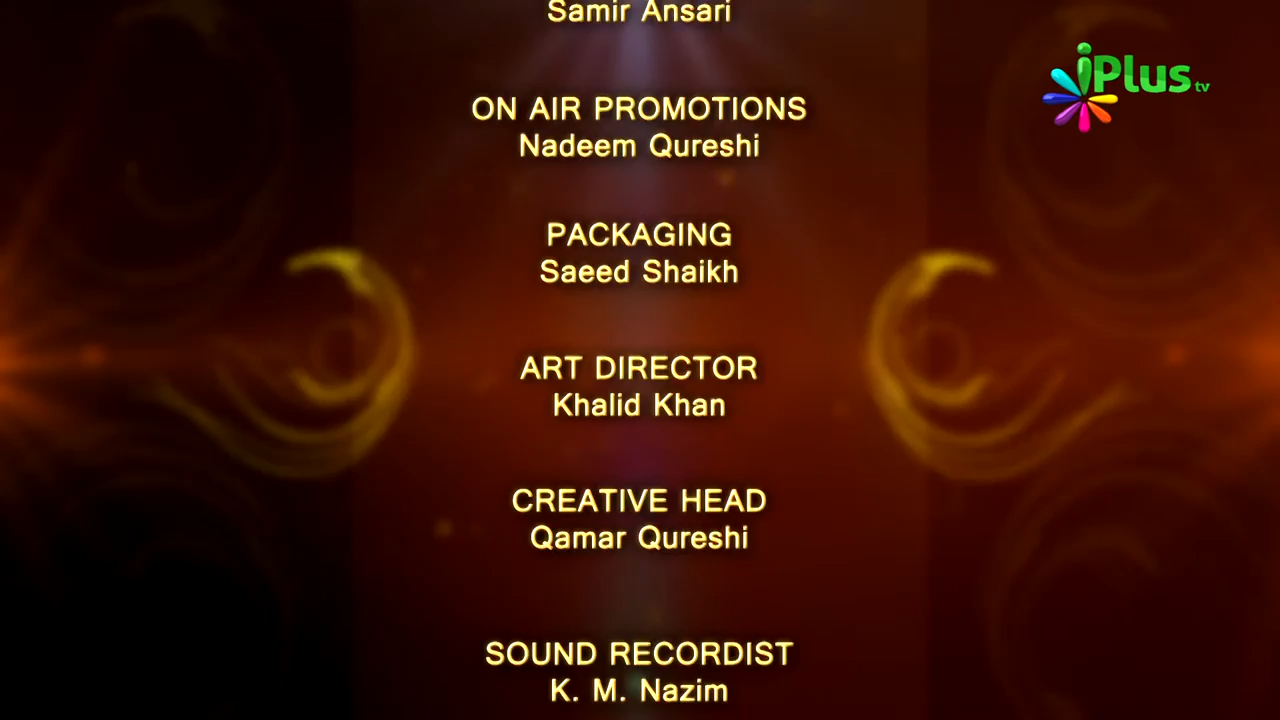 Samir Ansari
iPlus tv
ON AIR PROMOTIONS
Nadeem Qureshi
PACKAGING
Saeed Shaikh
ART DIRECTOR
Khalid Khan
CREATIVE HEAD
Qamar Qureshi
SOUND RECORDIST
K. M. Nazim